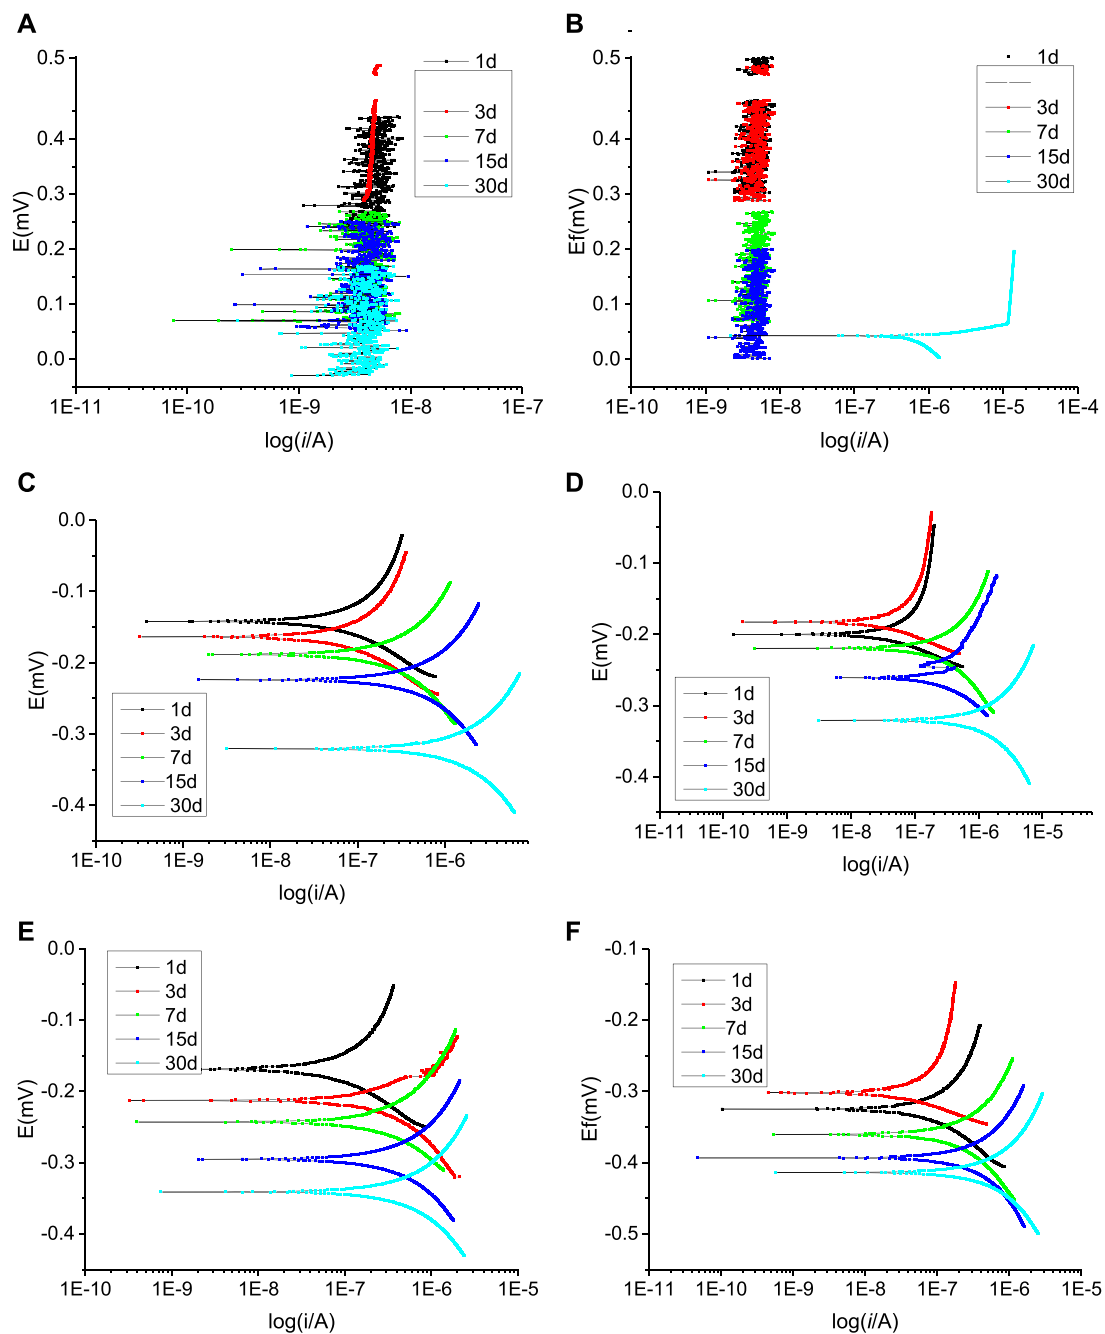 A
0.5
0.4
0.3
0.2
0.1
0.0
E(mV)
1E-11 1E-10 1E-9 1E-8 1E-7
log(i/A)
1d
3d
7d
15d
30d
B
0.5
0.4
0.3
0.2
0.1
0.0
Ef(mV)
1E-10 1E-9 1E-8 1E-7 1E-6 1E-5 1E-4
log(i/A)
1d
3d
7d
15d
30d
C
0.0
-0.1
-0.2
-0.3
-0.4
E(mV)
1E-10 1E-9 1E-8 1E-7 1E-6
log(i/A)
1d
3d
7d
15d
30d
D
0.0
-0.1
-0.2
-0.3
-0.4
E(mV)
1E-11 1E-10 1E-9 1E-8 1E-7 1E-6 1E-5
log(i/A)
1d
3d
7d
15d
30d
E
0.0
-0.1
-0.2
-0.3
-0.4
E(mV)
1E-10 1E-9 1E-8 1E-7 1E-6 1E-5
log(i/A)
1d
3d
7d
15d
30d
F
-0.1
-0.2
-0.3
-0.4
-0.5
Ef(mV)
1E-11 1E-10 1E-9 1E-8 1E-7 1E-6 1E-5
log(i/A)
1d
3d
7d
15d
30d